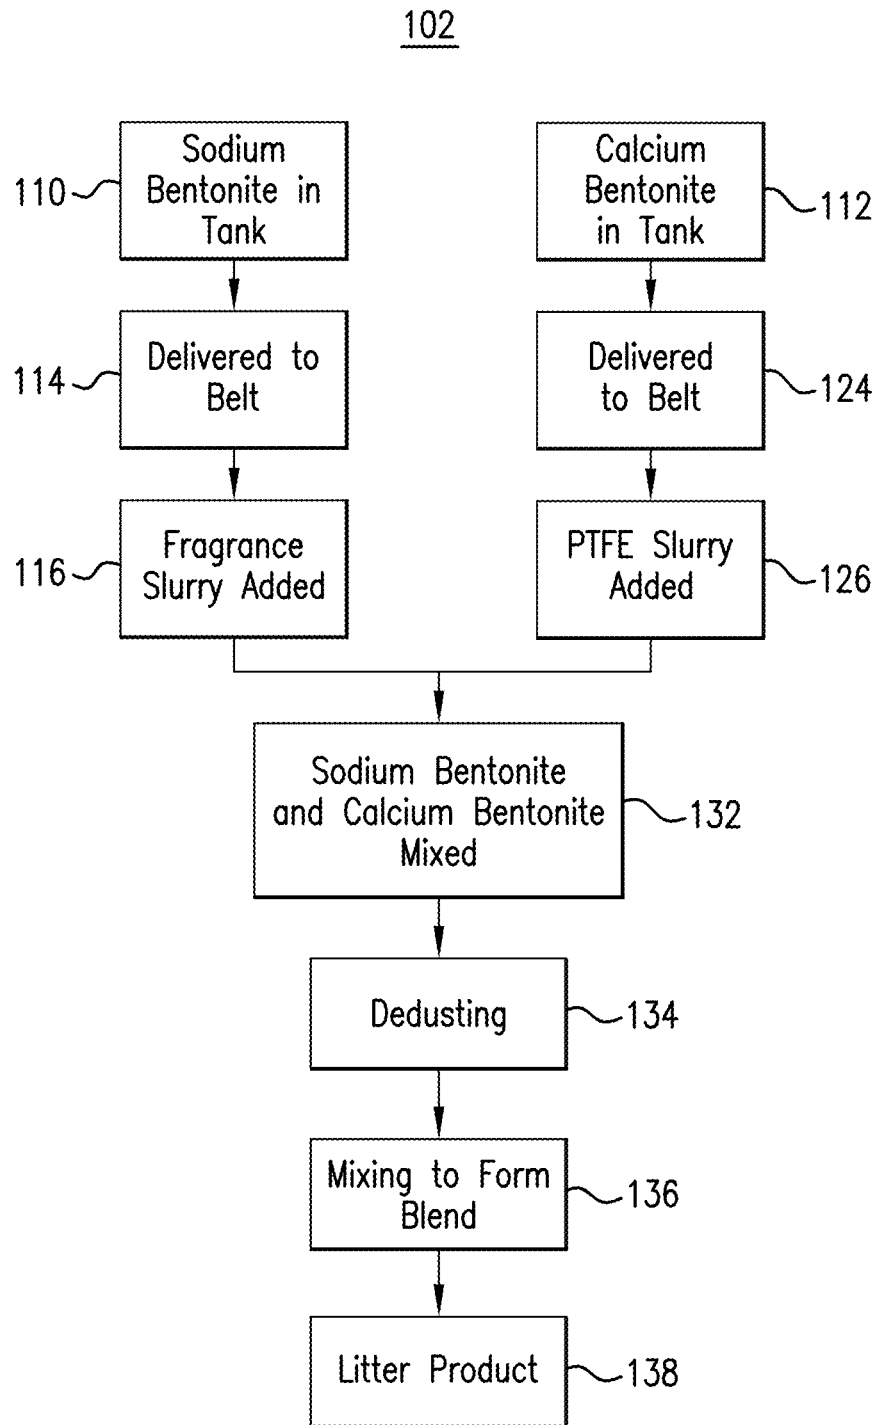 102
Sodium
Bentonite in
Tank
110
Calcium
Bentonite
in Tank
112
Delivered to
Belt
114
Delivered
to Belt
124
Fragrance
Slurry Added
116
PTFE Slurry
Added
126
Sodium Bentonite
and Calcium Bentonite
Mixed
132
Dedusting
134
Mixing to Form
Blend
136
Litter Product
138